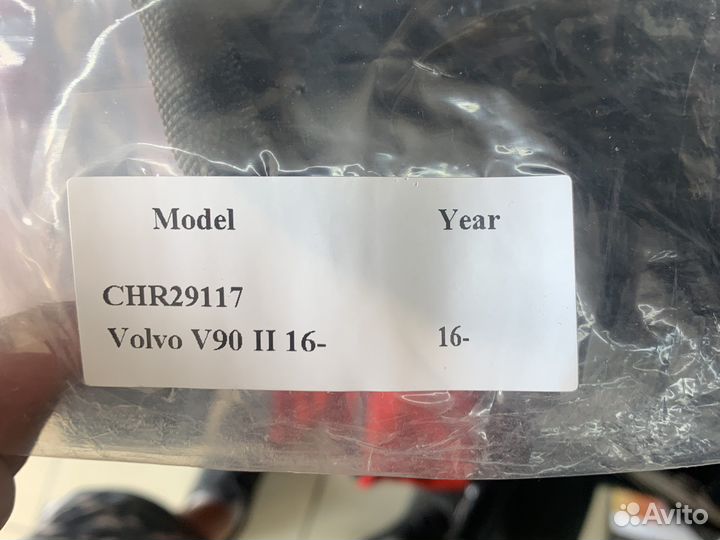 Model Year
CHR29117
Volvo V90 II 16- 16-
Avito